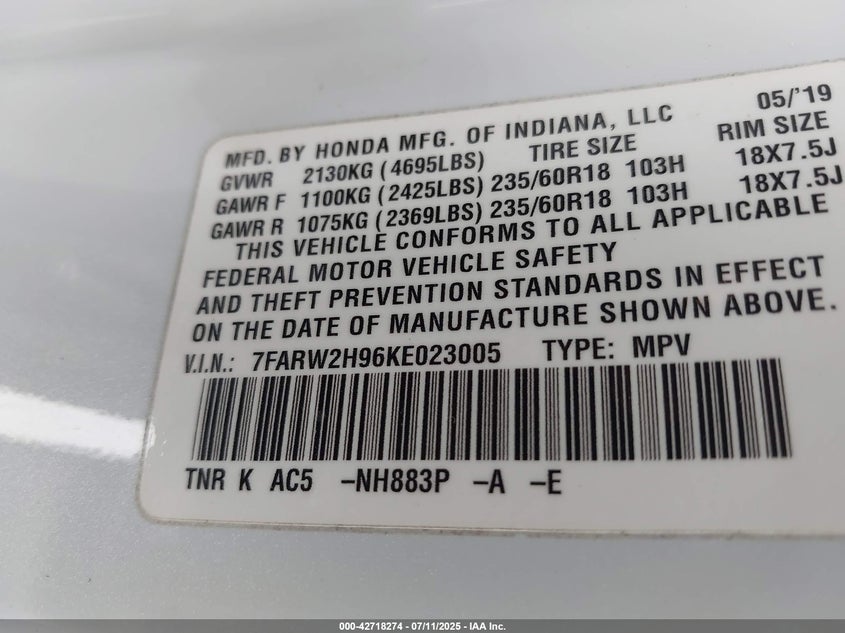 05/'19
MFD. BY HONDA MFG. OF INDIANA, LLC RIM SIZE
GVWR 2130KG (4695LBS) TIRE SIZE
GAWR F 1100KG (2425LBS) 235/60R18 103H 18X7.5J
GAWR R 1075KG (2369LBS) 235/60R18 103H 18X7.5J
THIS VEHICLE CONFORMS TO ALL APPLICABLE
FEDERAL MOTOR VEHICLE SAFETY
AND THEFT PREVENTION STANDARDS IN EFFECT
ON THE DATE OF MANUFACTURE SHOWN ABOVE.
V.I.N.: 7FARW2H96KE023005 TYPE: MPV
TNR K AC5 -NH883P -A -E
000-42718274 - 07/11/2025 - IAA Inc.